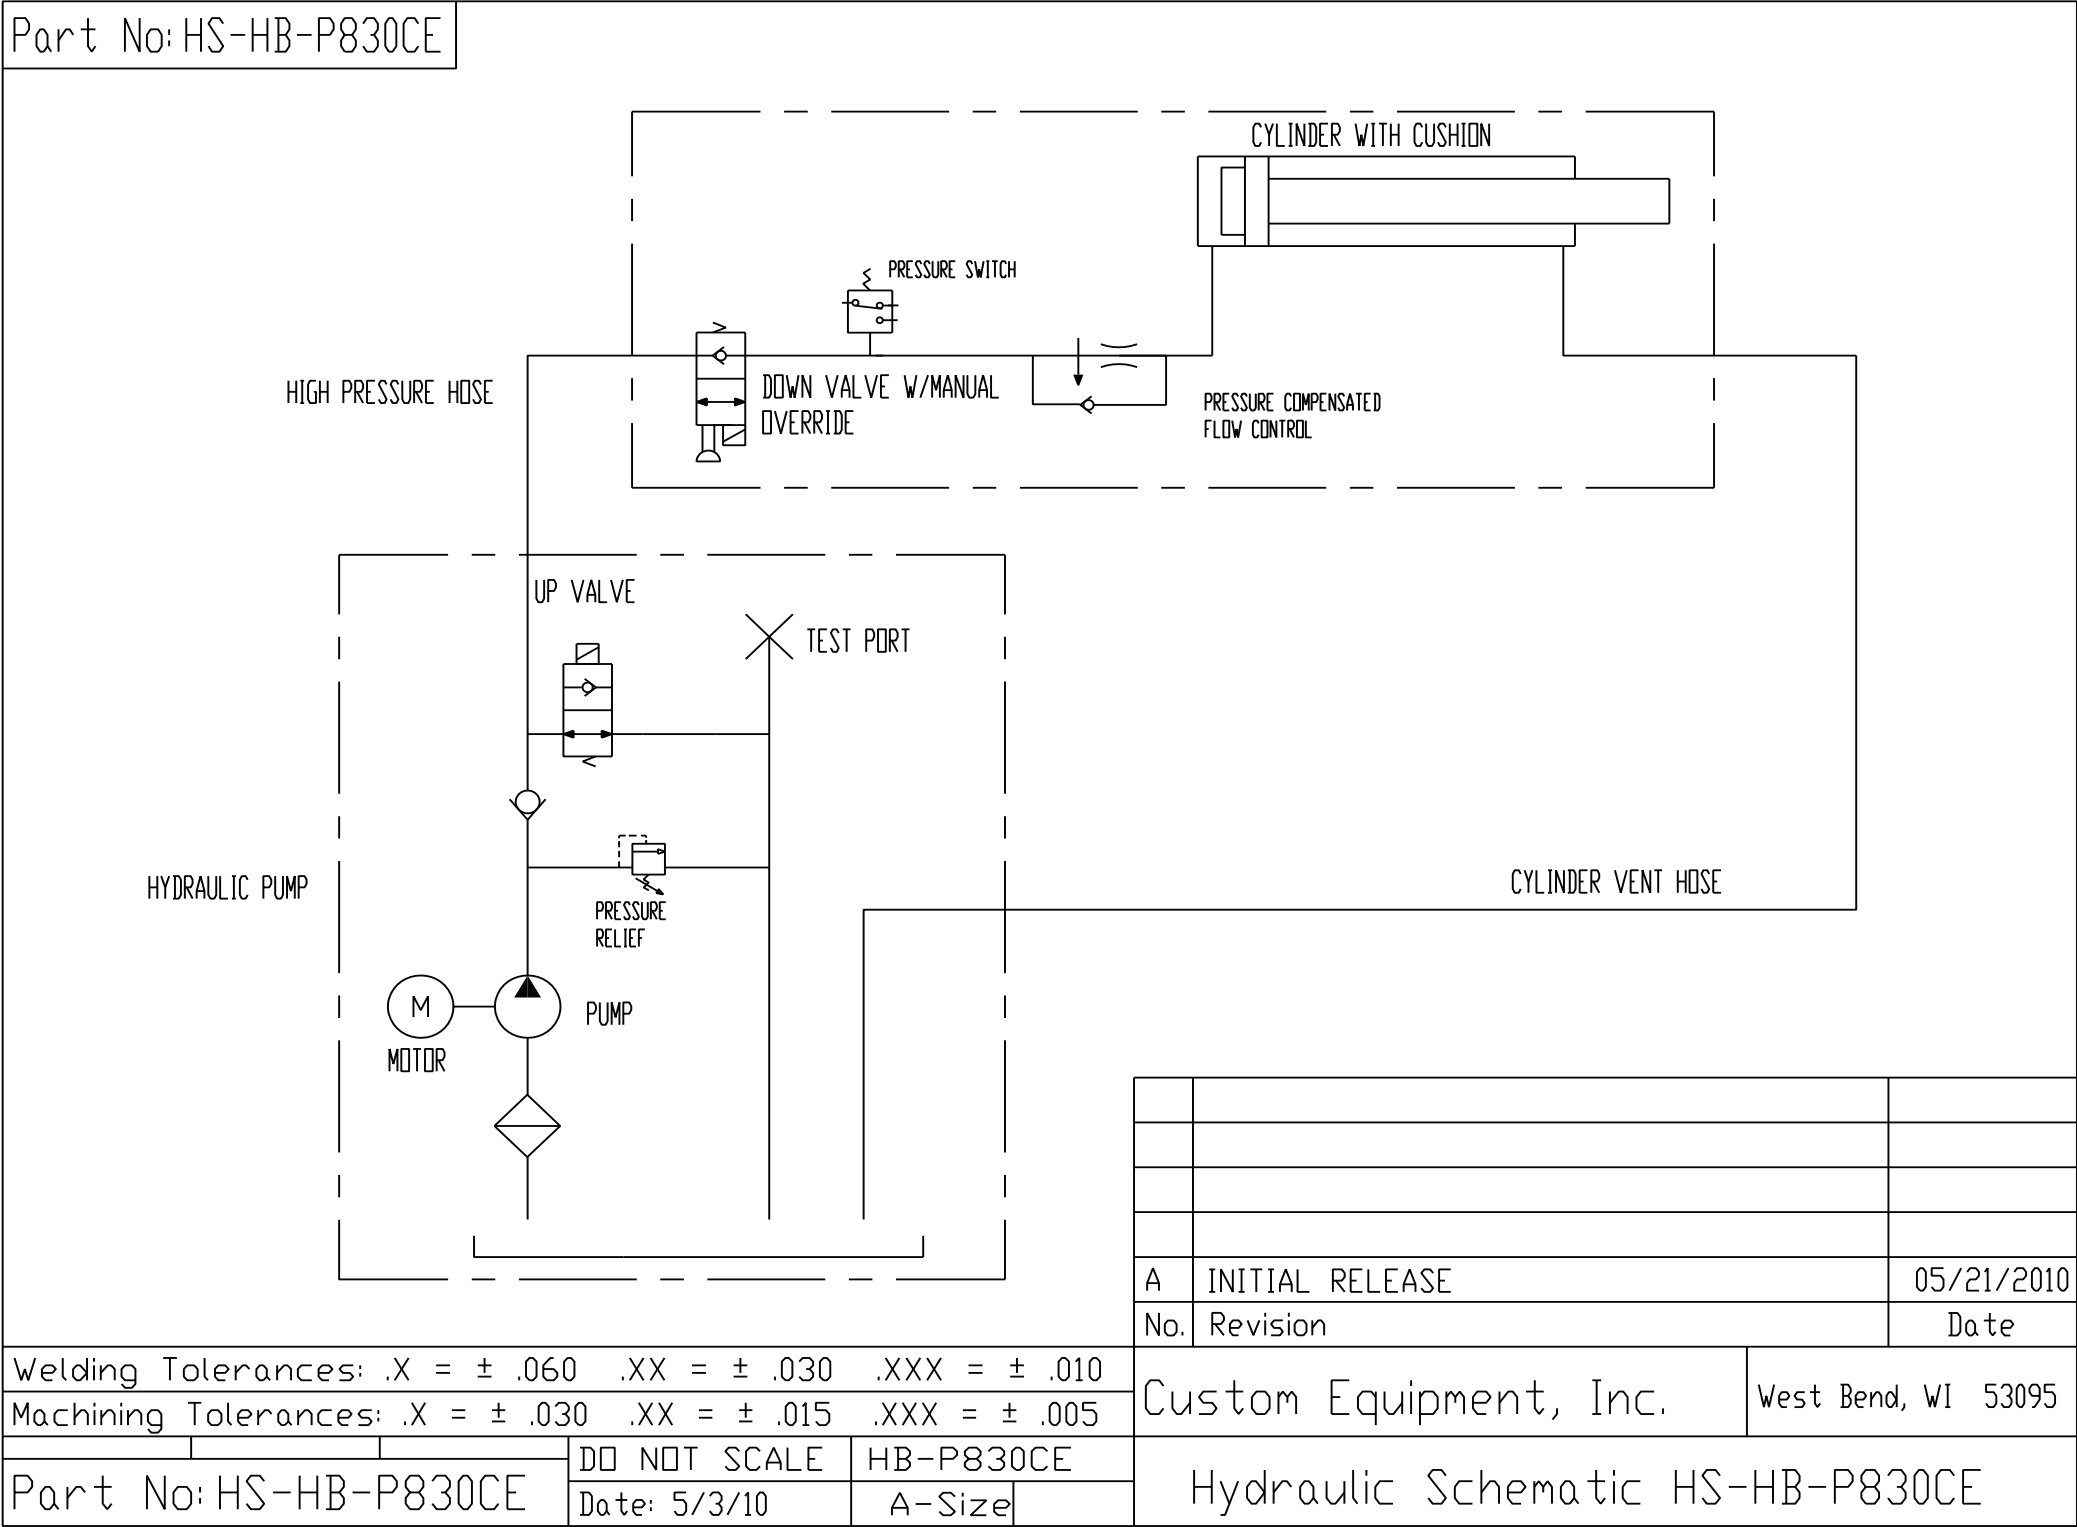 Part No: HS-HB-P830CE
CYLINDER WITH CUSHION
PRESSURE SWITCH
HIGH PRESSURE HOSE
DOWN VALVE W/MANUAL
OVERRIDE
PRESSURE COMPENSATED
FLOW CONTROL
UP VALVE
TEST PORT
HYDRAULIC PUMP
PRESSURE
RELIEF
CYLINDER VENT HOSE
M
MOTOR
PUMP
A INITIAL RELEASE 05/21/2010
No. Revision Date
Welding Tolerances: .X = ± .060 .XX = ± .030 .XXX = ± .010
Machining Tolerances: .X = ± .030 .XX = ± .015 .XXX = ± .005
Custom Equipment, Inc.
West Bend, WI 53095
DO NOT SCALE
HB-P830CE
Part No: HS-HB-P830CE
Date: 5/3/10
A-Size
Hydraulic Schematic HS-HB-P830CE